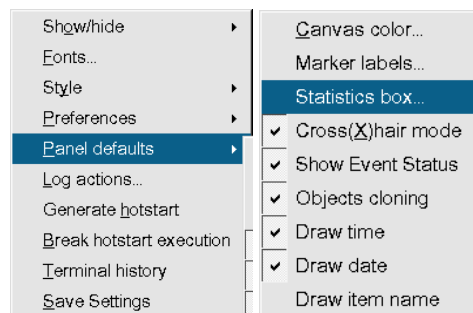 Show/hide
Fonts...
Style
Preferences
Panel defaults
Log actions...
Generate hotstart
Break hotstart execution
Terminal history
Save Settings
Canvas color...
Marker labels...
Statistics box...
Cross(X)hair mode
Show Event Status
Objects cloning
Draw time
Draw date
Draw item name